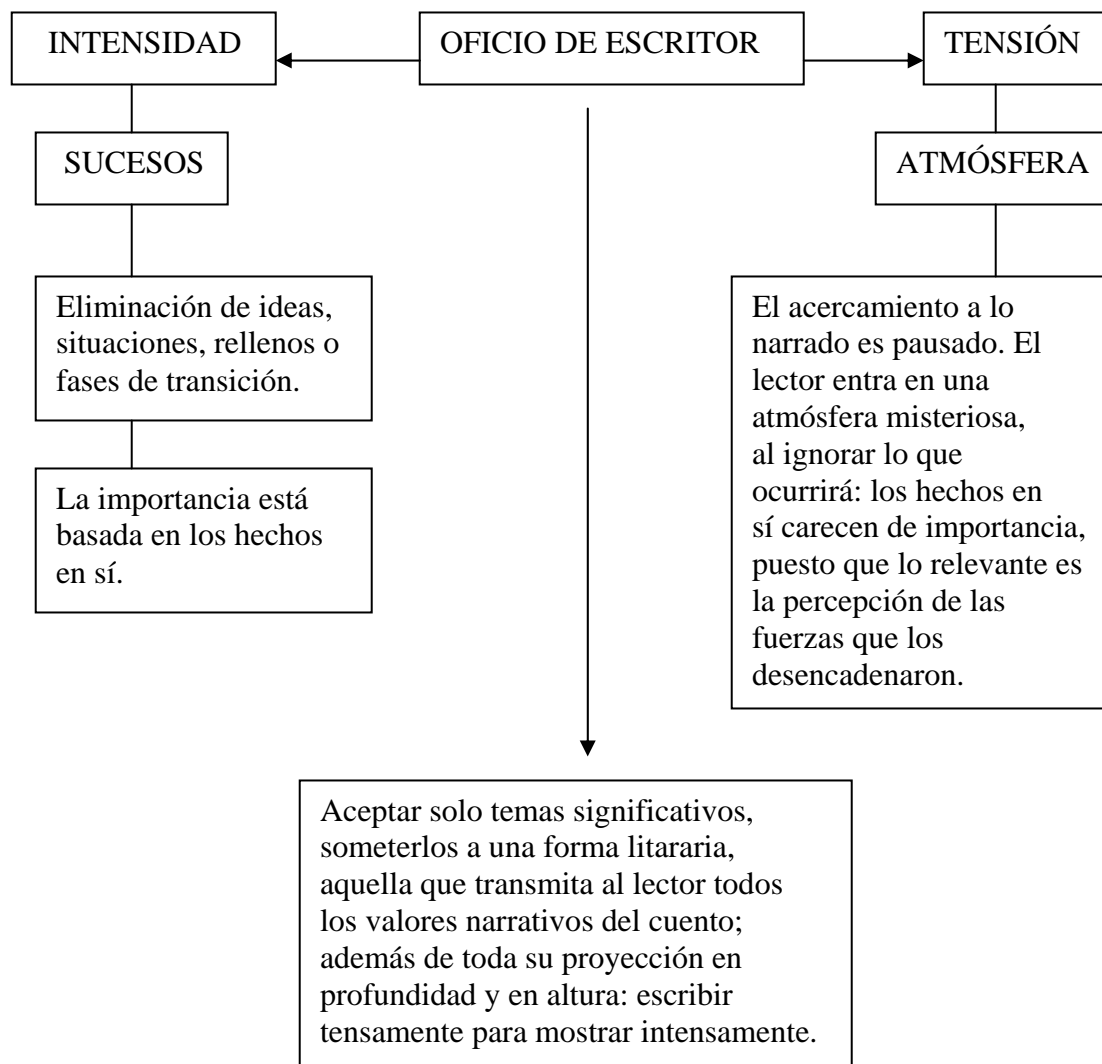 INTENSIDAD
OFICIO DE ESCRITOR
TENSIÓN
SUCESOS
ATMÓSFERA
Eliminación de ideas,
situaciones, rellenos o
fases de transición.
La importancia está
basada en los hechos
en sí.
El acercamiento a lo
narrado es pausado. El
lector entra en una
atmósfera misteriosa,
al ignorar lo que
ocurrirá: los hechos en
sí carecen de importancia,
puesto que lo relevante es
la percepción de las
fuerzas que los
desencadenaron.
Aceptar solo temas significativos,
someterlos a una forma litararia,
aquella que transmita al lector todos
los valores narrativos del cuento;
además de toda su proyección en
profundidad y en altura: escribir
tensamente para mostrar intensamente.